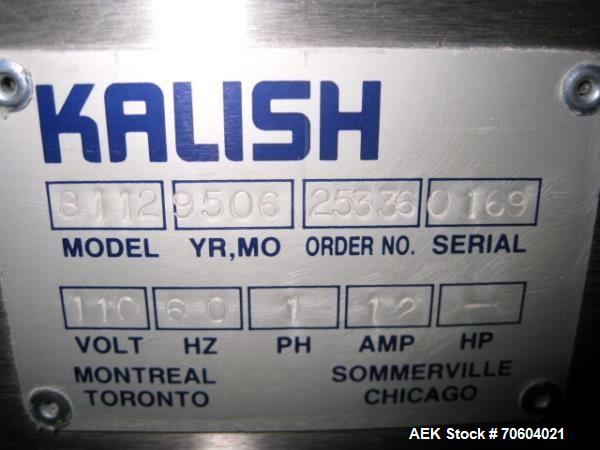 KALISH
8112 9506 25336 0169
MODEL YR,MO ORDER NO. SERIAL
110 60 1 12 —
VOLT HZ PH AMP HP
MONTREAL SOMMERVILLE
TORONTO CHICAGO
AEK Stock # 70604021